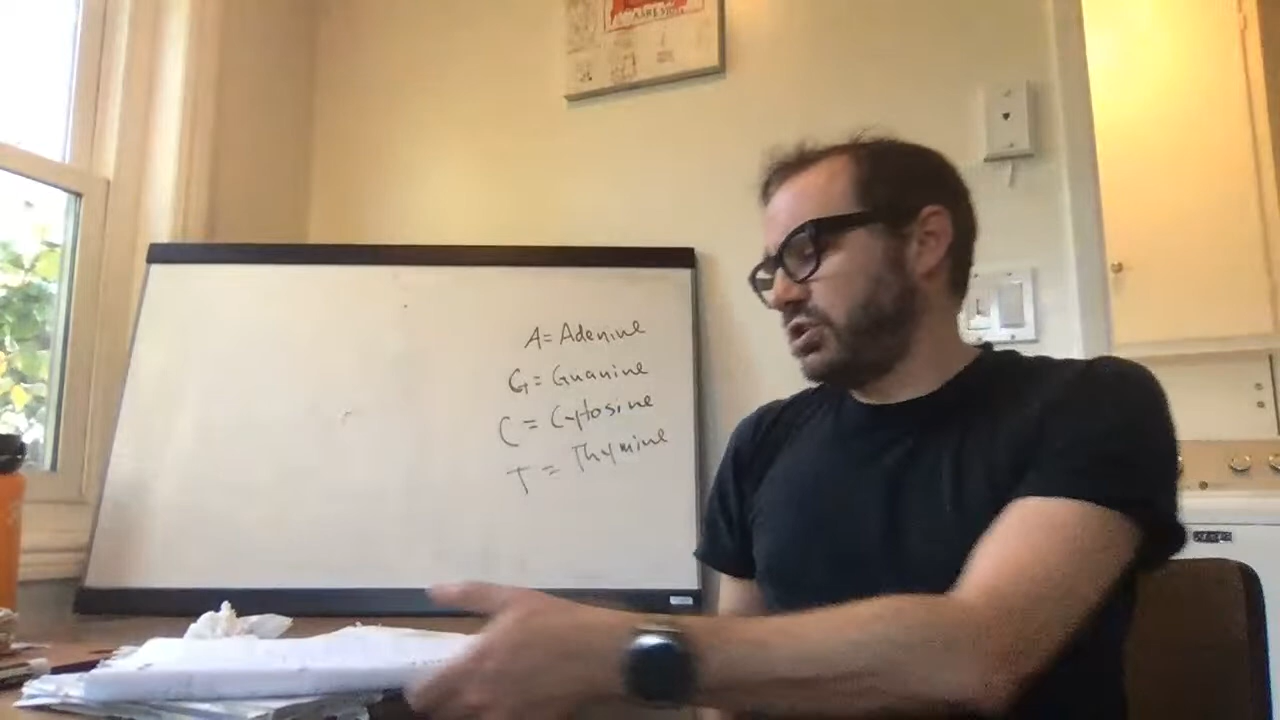 A = Adenine
G = Guanine
C = Cytosine
T = Thymine